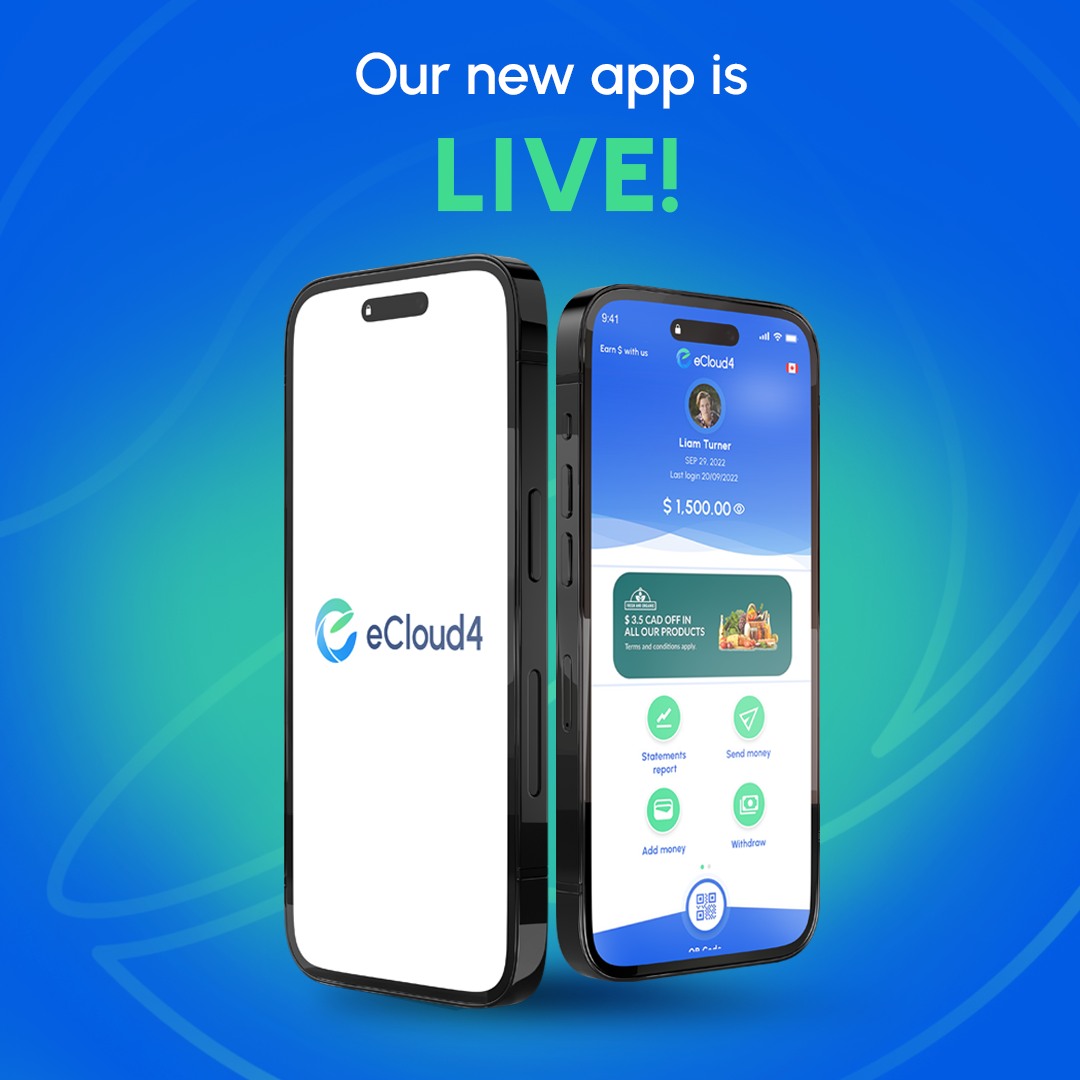 Our new app is
LIVE!
eCloud4
9:41
Earn $ with us
eCloud4
Liam Turner
SEP 29, 2022
Last login 20/09/2022
$ 1,500.00
$ 3.5 CAD OFF IN
ALL OUR PRODUCTS
Terms and conditions apply.
Statements
report
Send money
Add money
Withdraw